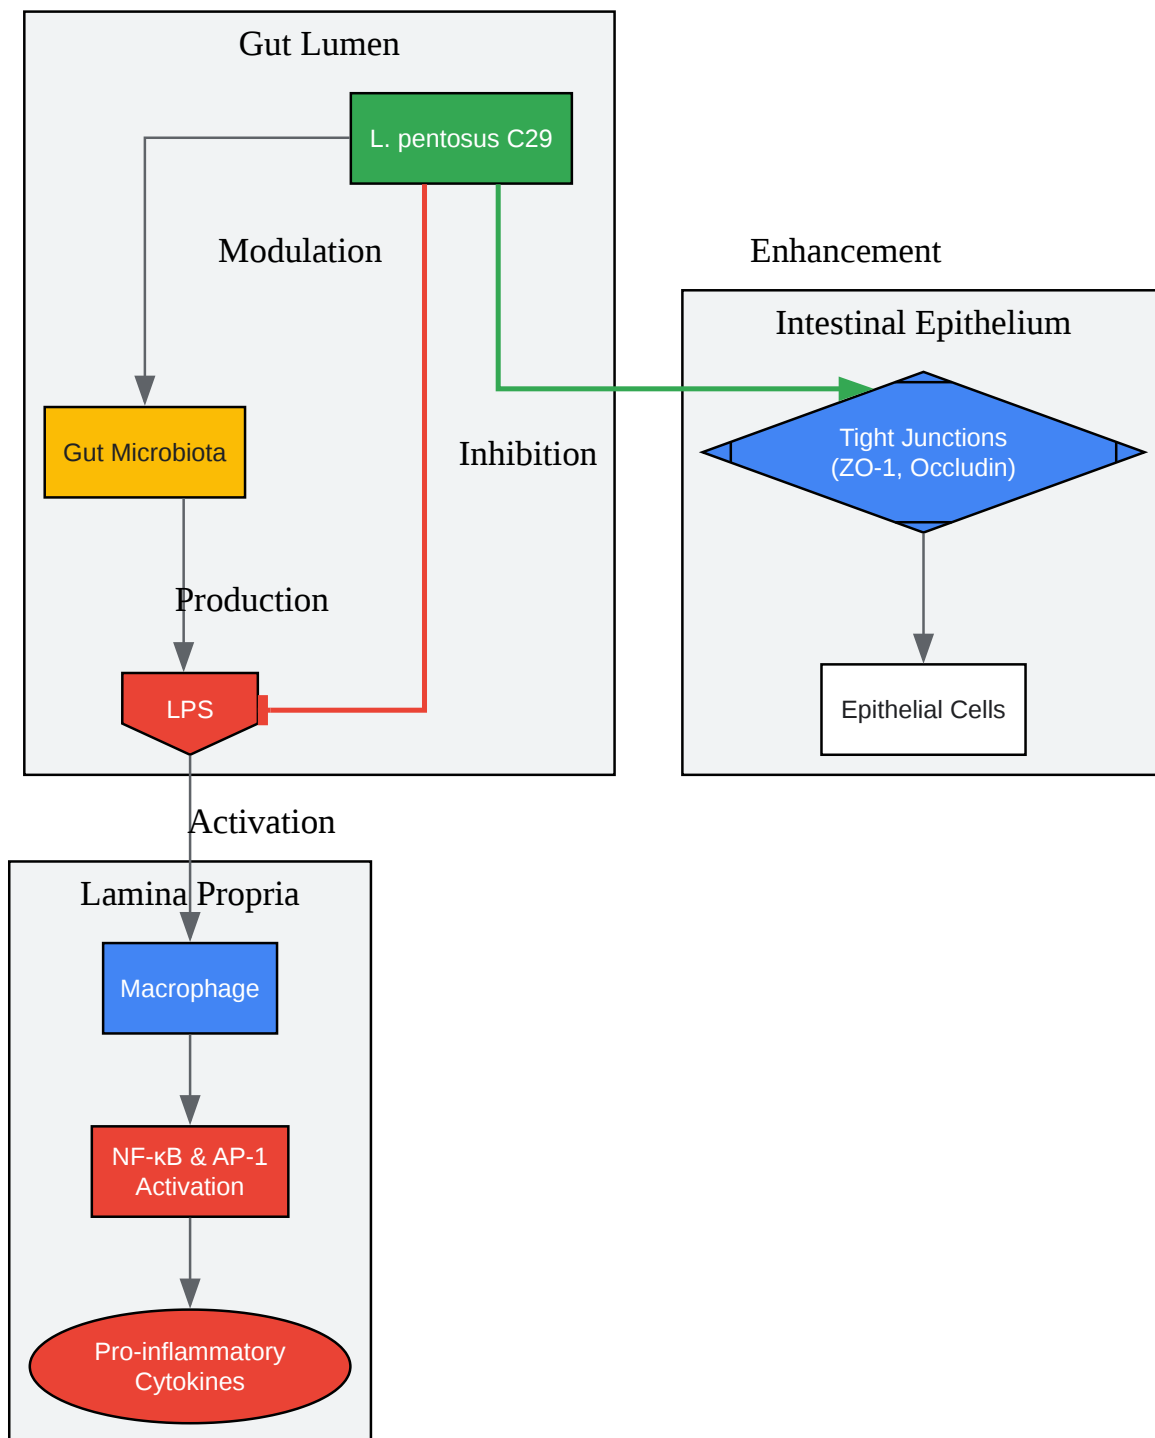 Gut Lumen
L. pentosus C29
Modulation
Enhancement
Intestinal Epithelium
Gut Microbiota
Inhibition
Tight Junctions
(ZO-1, Occludin)
Production
LPS
Epithelial Cells
Activation
Lamina Propria
Macrophage
NF-κB & AP-1
Activation
Pro-inflammatory
Cytokines